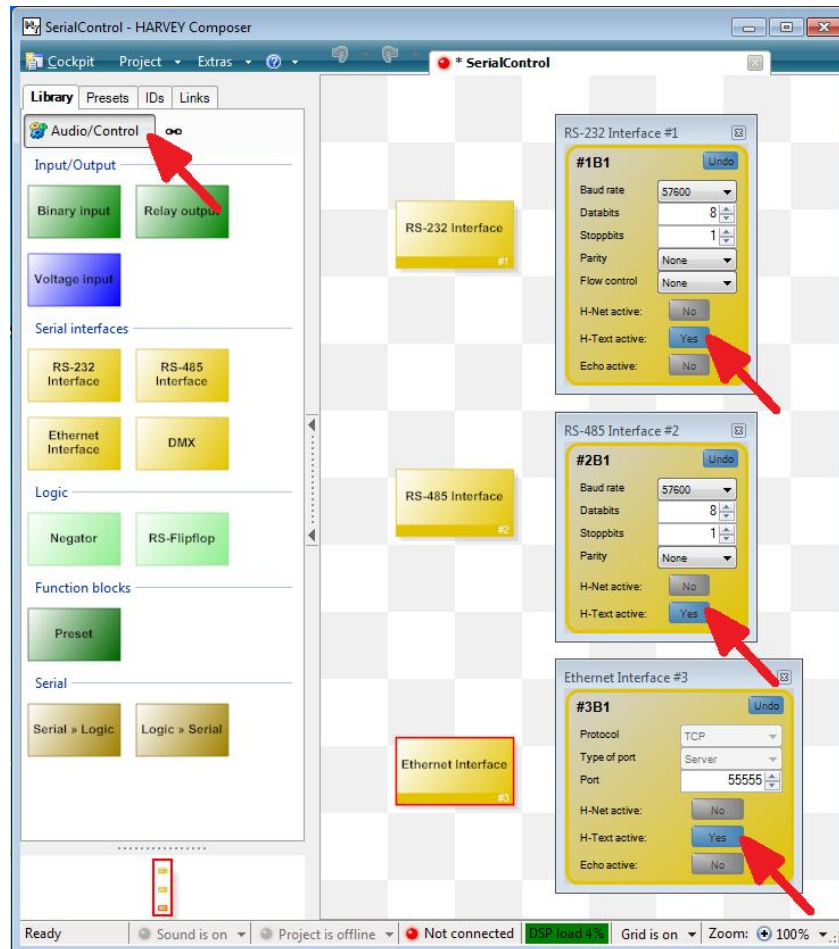 SerialControl - HARVEY Composer
Cockpit Project Extras
* SerialControl
Library Presets IDs Links
Audio/Control
Input/Output
Binary input Relay output
Voltage input
Serial interfaces
RS-232 Interface
RS-485 Interface
Ethernet Interface
DMX
Logic
Negator RS-Flipflop
Function blocks
Preset
Serial
Serial » Logic Logic » Serial
RS-232 Interface
#1
RS-485 Interface
#2
Ethernet Interface
#3
RS-232 Interface #1
#1B1 Undo
Baud rate 57600
Databits 8
Stoppbits 1
Parity None
Flow control None
H-Net active: No
H-Text active: Yes
Echo active: No
RS-485 Interface #2
#2B1 Undo
Baud rate 57600
Databits 8
Stoppbits 1
Parity None
H-Net active: No
H-Text active: Yes
Ethernet Interface #3
#3B1 Undo
Protocol TCP
Type of port Server
Port 55555
H-Net active: No
H-Text active: Yes
Echo active: No
Ready Sound is on Project is offline Not connected DSP load 4% Grid is on Zoom: 100%